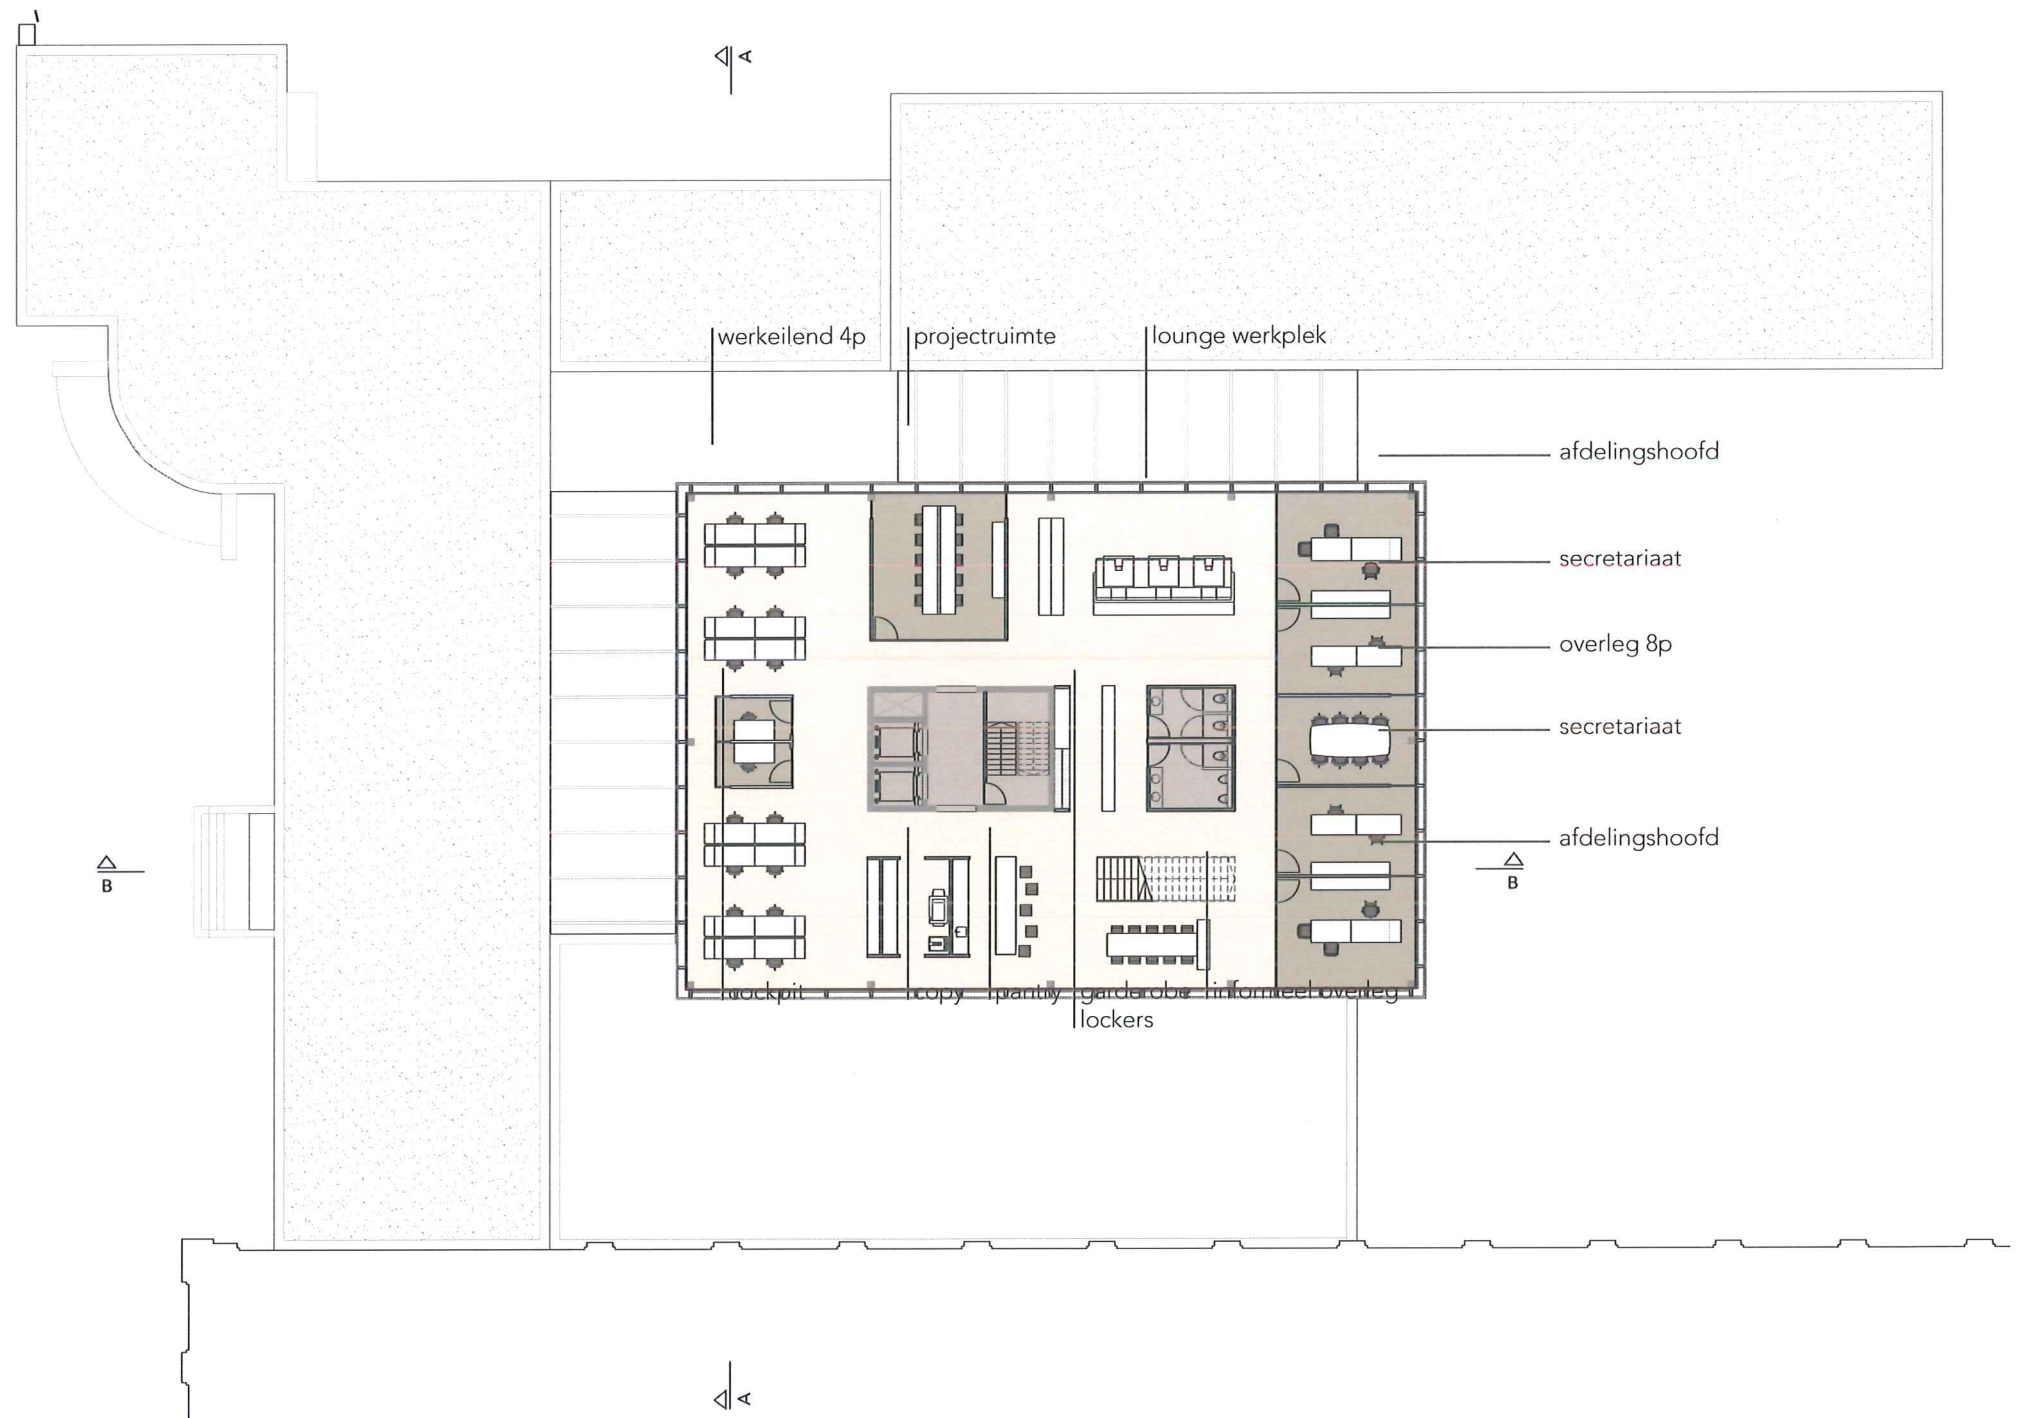 A
werkeilend 4p
projectruimte
lounge werkplek
afdelingshoofd
secretariaat
overleg 8p
secretariaat
afdelingshoofd
B
B
cockpit
copy
pantry
garderobe
informeel overleg
lockers
A